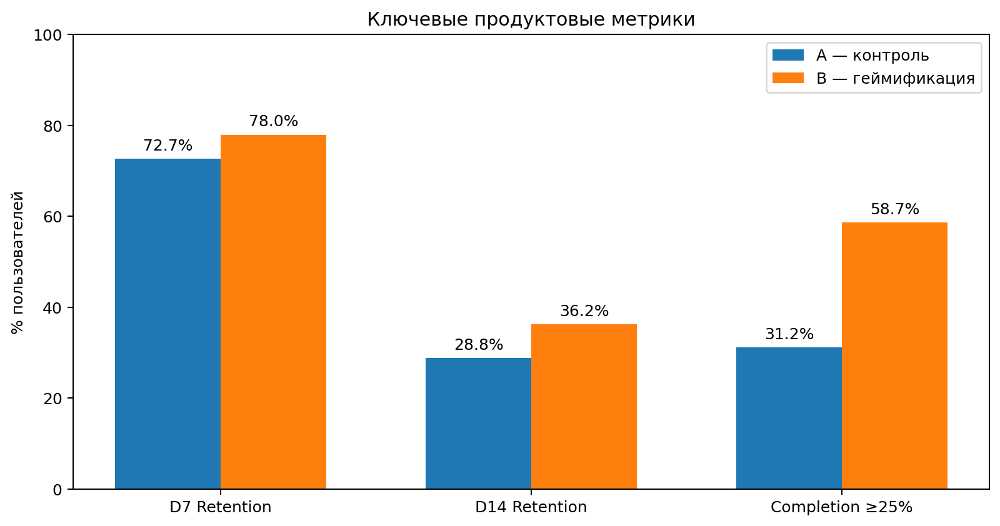 Ключевые продуктовые метрики
100
80
60
40
20
0
% пользователей
A — контроль
B — геймификация
72.7%
78.0%
28.8%
36.2%
31.2%
58.7%
D7 Retention
D14 Retention
Completion ≥25%